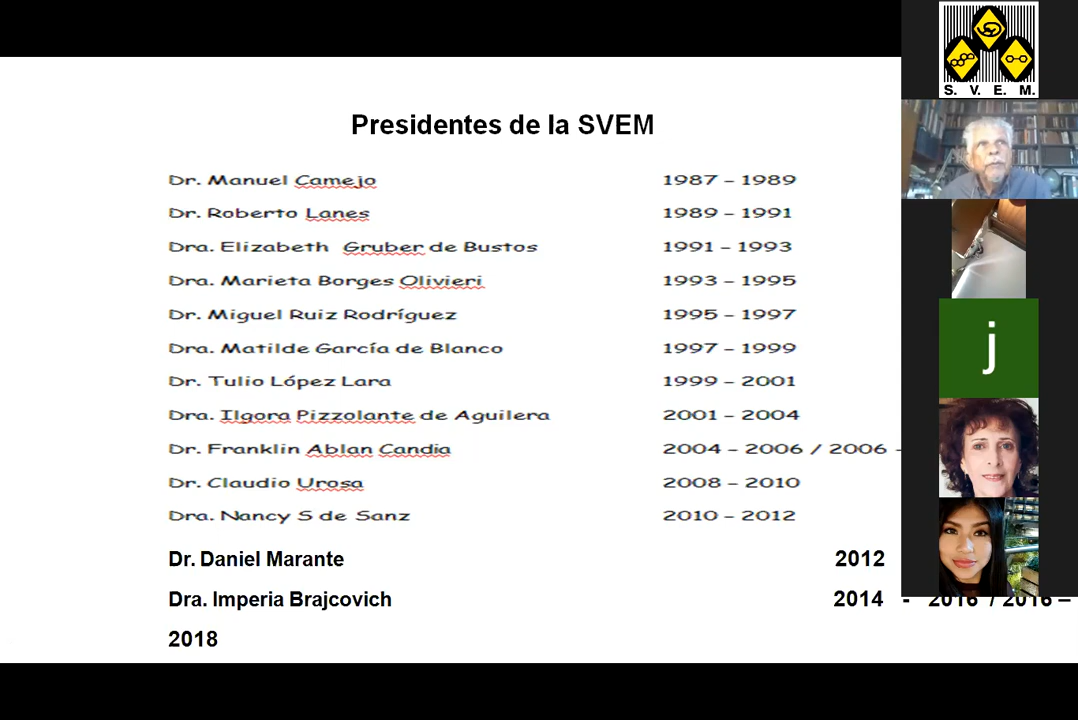 S. V. E. M.
Presidentes de la SVEM
Dr. Manuel Camejo 1987 – 1989
Dr. Roberto Lanes 1989 – 1991
Dra. Elizabeth Gruber de Bustos 1991 – 1993
Dra. Marieta Borges Olivieri 1993 – 1995
Dr. Miguel Ruiz Rodríguez 1995 – 1997
Dra. Matilde García de Blanco 1997 – 1999
Dr. Tulio López Lara 1999 – 2001
Dra. Ilgora Pizzolante de Aguilera 2001 – 2004
Dr. Franklin Ablan Candia 2004 – 2006 / 2006 –
Dr. Claudio Urosa 2008 – 2010
Dra. Nancy S de Sanz 2010 – 2012
Dr. Daniel Marante 2012
Dra. Imperia Brajcovich 2014 - 2016 / 2016 –
2018
j